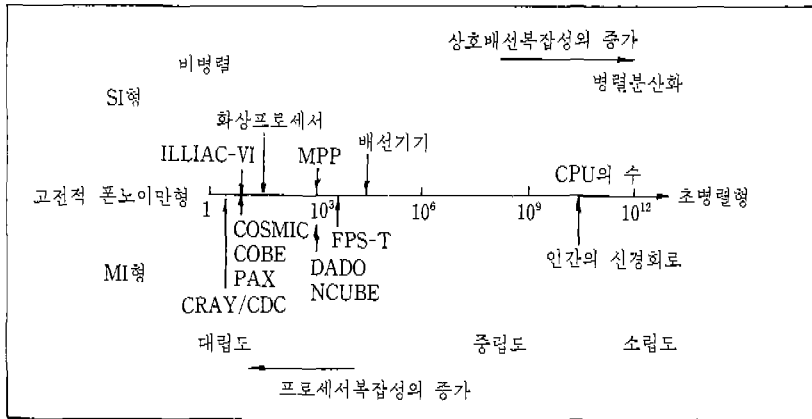 상호배선복잡성의 증가
비병렬
병렬분산화
SI형
화상프로세서
배선기기
ILLIAC-VI
MPP
CPU의 수
고전적 폰노이만형
초병렬형
1
10³
10⁶
10⁹
10¹²
COSMIC
COBE
PAX
FPS-T
인간의 신경회로
MI형
DADO
NCUBE
CRAY/CDC
대립도
중립도
소립도
프로세서복잡성의 증가